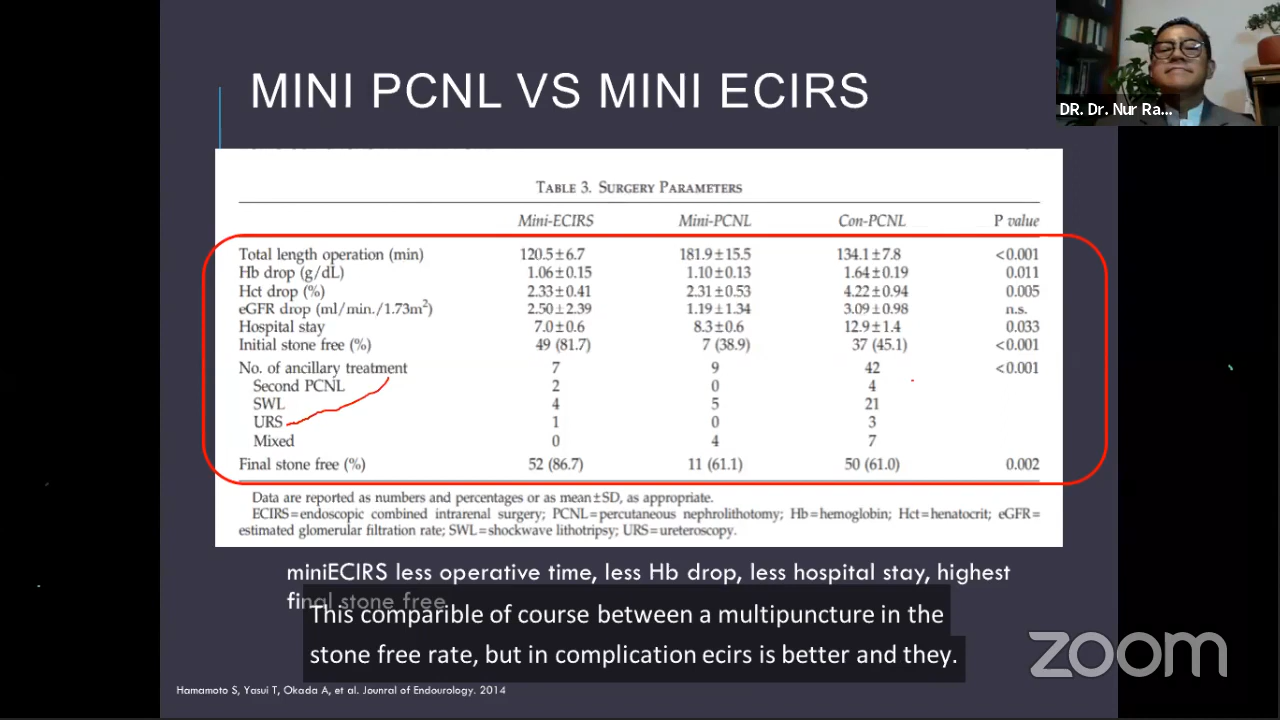 MINI PCNL VS MINI ECIRS
DR. Dr. Nur Ra...
TABLE 3. SURGERY PARAMETERS
Mini-ECIRS Mini-PCNL Con-PCNL P value
Total length operation (min) 120.5±6.7 181.9±15.5 134.1±7.8 <0.001
Hb drop (g/dL) 1.06±0.15 1.10±0.13 1.64±0.19 0.011
Hct drop (%) 2.33±0.41 2.31±0.53 4.22±0.94 0.005
eGFR drop (ml/min./1.73m²) 2.50±2.39 1.19±1.34 3.09±0.98 n.s.
Hospital stay 7.0±0.6 8.3±0.6 12.9±1.4 0.033
Initial stone free (%) 49 (81.7) 7 (38.9) 37 (45.1) <0.001
No. of ancillary treatment 7 9 42 <0.001
Second PCNL 2 0 4
SWL 4 5 21
URS 1 0 3
Mixed 0 4 7
Final stone free (%) 52 (86.7) 11 (61.1) 50 (61.0) 0.002
Data are reported as numbers and percentages or as mean±SD, as appropriate.
ECIRS=endoscopic combined intrarenal surgery; PCNL=percutaneous nephrolithotomy; Hb=hemoglobin; Hct=henatocrit; eGFR=
estimated glomerular filtration rate; SWL=shockwave lithotripsy; URS=ureteroscopy.
miniECIRS less operative time, less Hb drop, less hospital stay, highest
final stone free
This comparible of course between a multipuncture in the
stone free rate, but in complication ecirs is better and they.
zoom
Hamamoto S, Yasui T, Okada A, et al. Jounral of Endourology. 2014